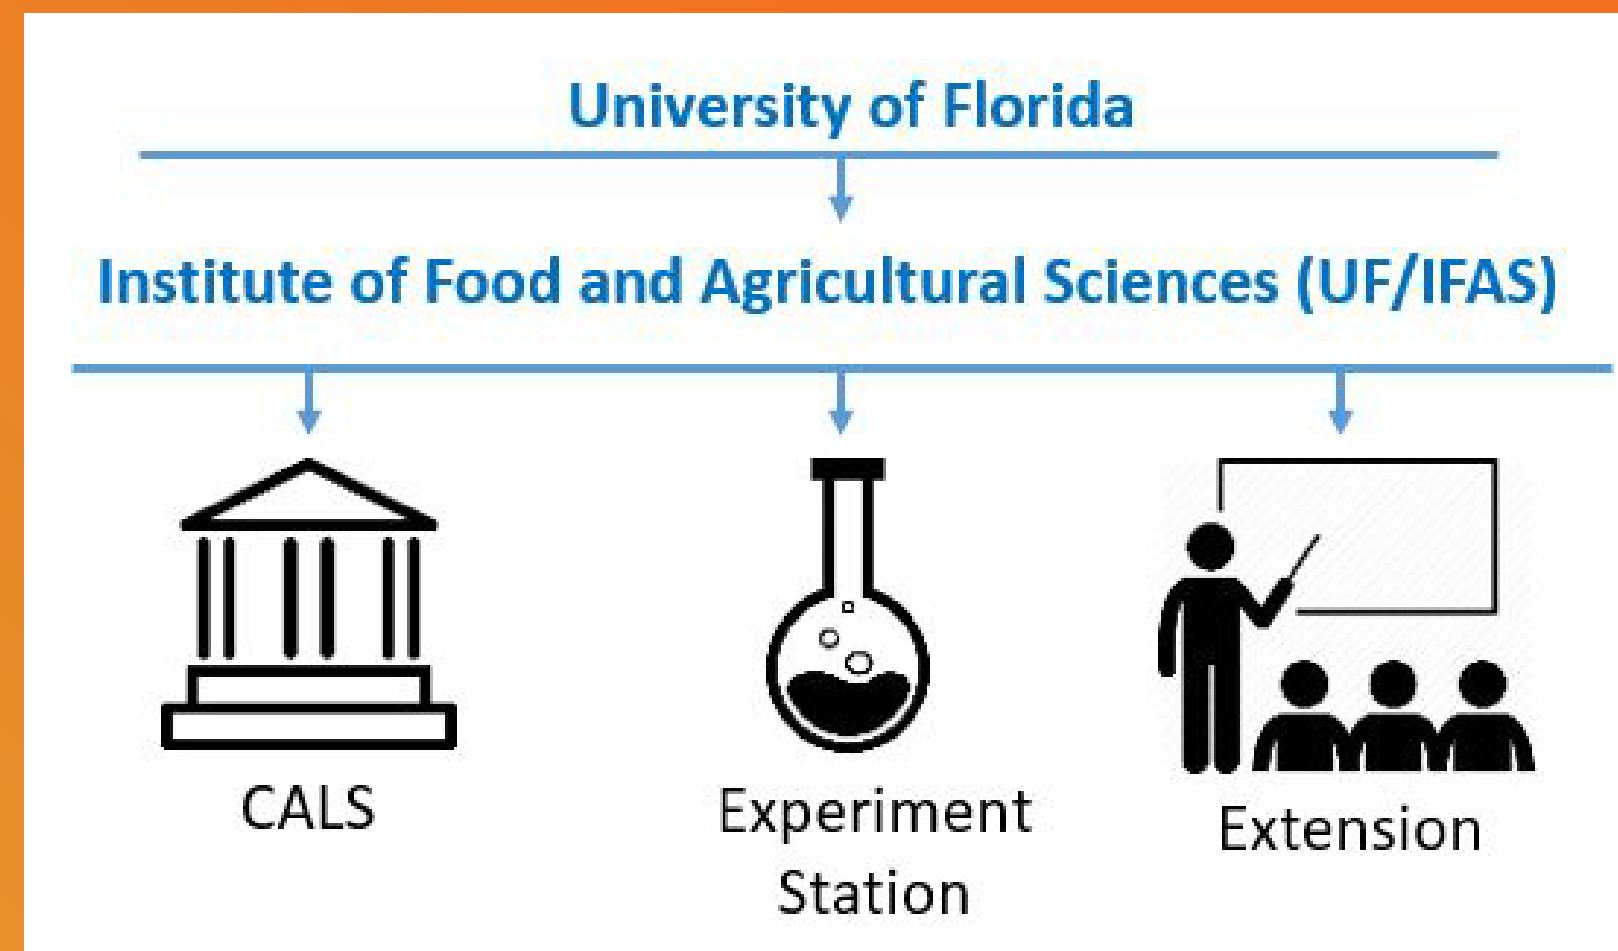 University of Florida
Institute of Food and Agricultural Sciences (UF/IFAS)
CALS
Experiment
Station
Extension